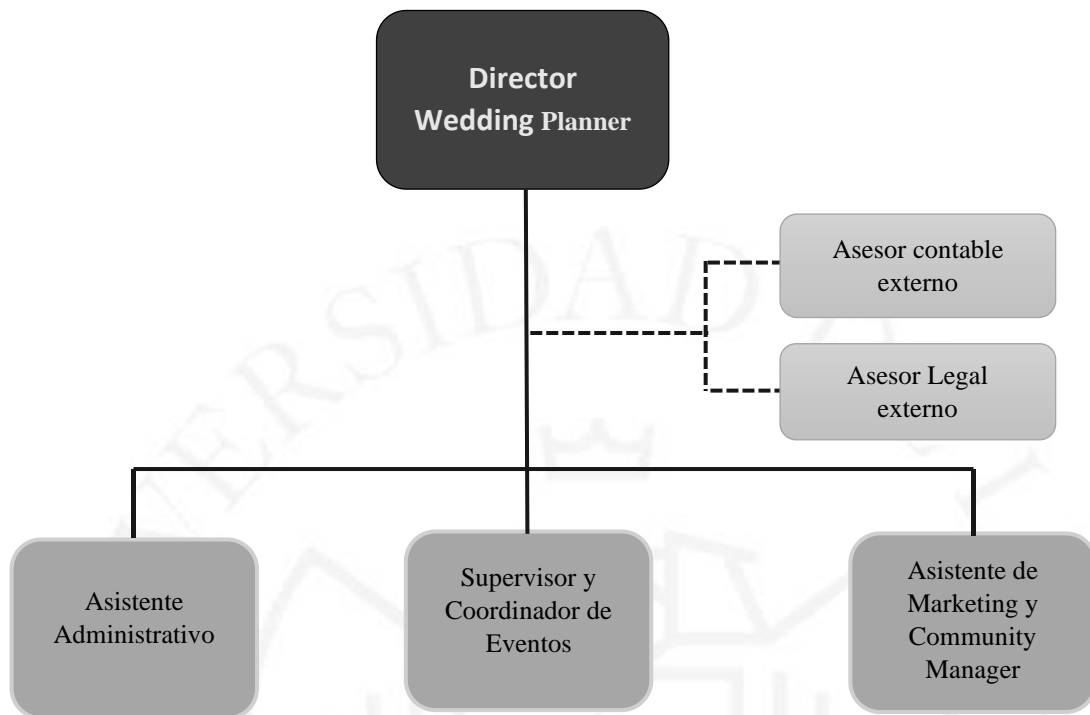 Director
Wedding Planner
Asesor contable
externo
Asesor Legal
externo
Asistente
Administrativo
Supervisor y
Coordinador de
Eventos
Asistente de
Marketing y
Community
Manager